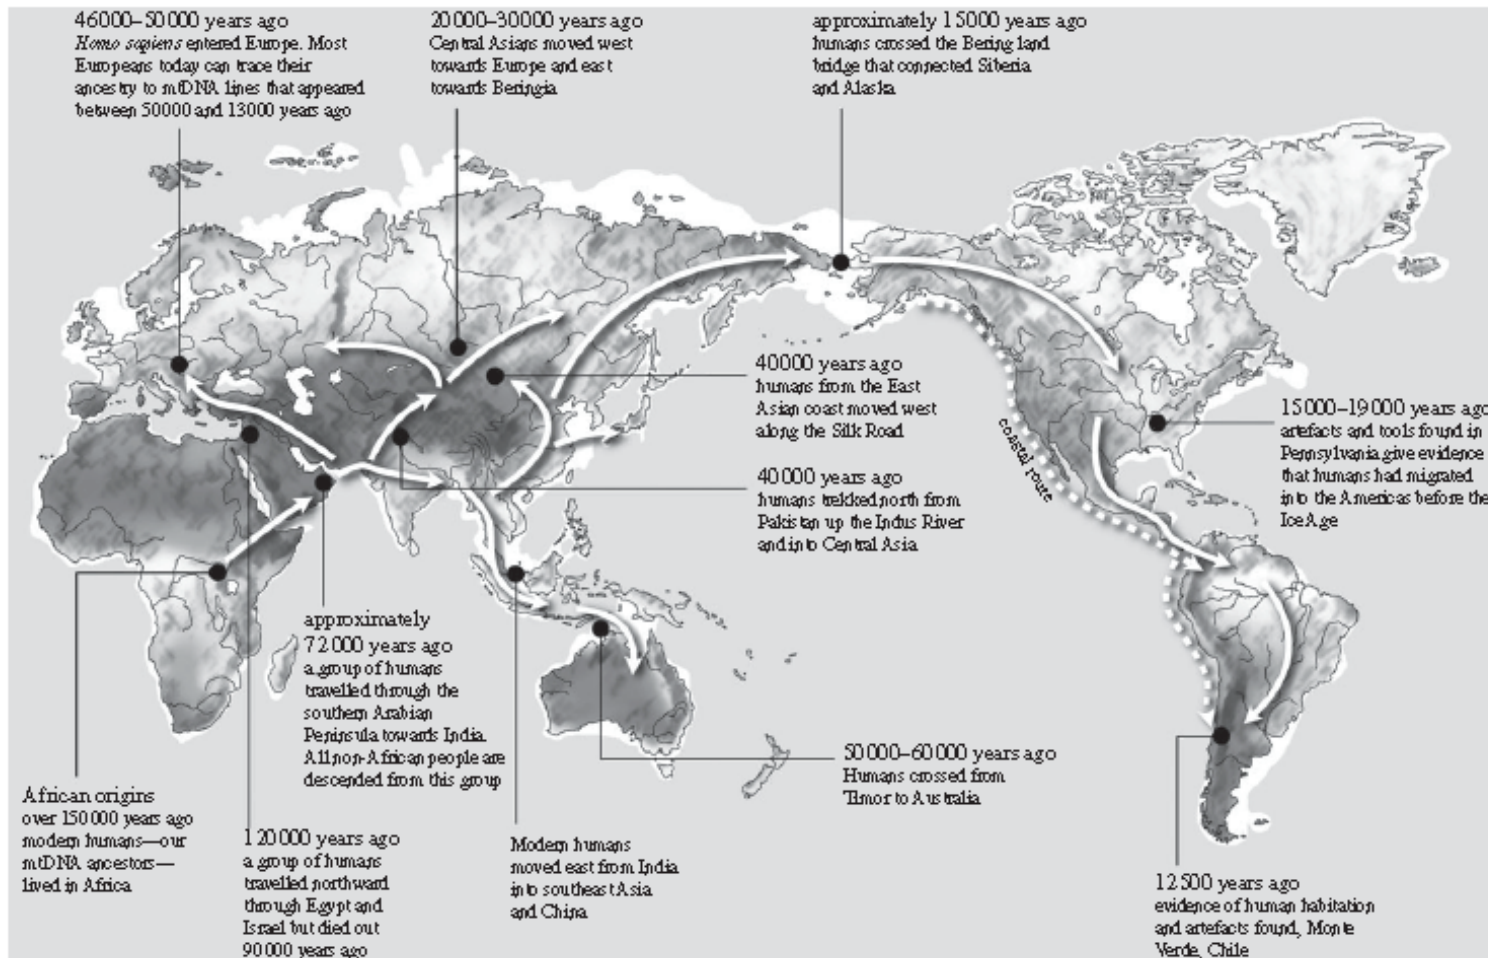 46000–50000 years ago
Homo sapiens entered Europe. Most
Europeans today can trace their
ancestry to mtDNA lines that appeared
between 50000 and 13000 years ago
20000–30000 years ago
Central Asians moved west
towards Europe and east
towards Beringia
approximately 15000 years ago
humans crossed the Bering land
bridge that connected Siberia
and Alaska
40000 years ago
humans from the East
Asian coast moved west
along the Silk Road
coastal route
15000–19000 years ago
artefacts and tools found in
Pennsylvania give evidence
that humans had migrated
into the Americas before the
Ice Age
40000 years ago
humans trekked north from
Pakistan up the Indus River
and into Central Asia
approximately
72000 years ago
a group of humans
travelled through the
southern Arabian
Peninsula towards India.
All non-African people are
descended from this group
50000–60000 years ago
Humans crossed from
Timor to Australia
African origins
over 150000 years ago
modern humans—our
mtDNA ancestors—
lived in Africa
120000 years ago
a group of humans
travelled northward
through Egypt and
Israel but died out
90000 years ago
Modern humans
moved east from India
into southeast Asia
and China
12500 years ago
evidence of human habitation
and artefacts found, Monte
Verde, Chile